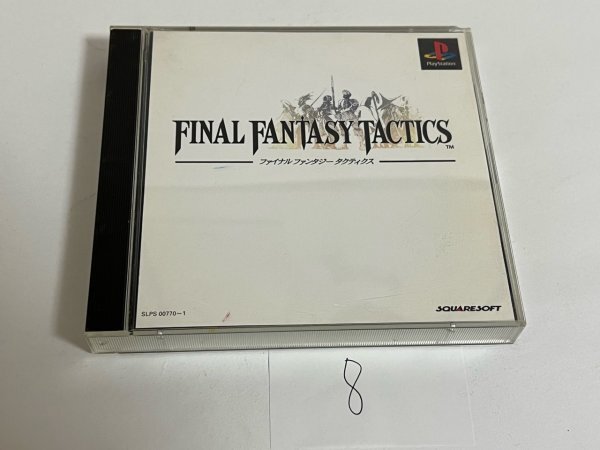 PlayStation
FINAL FANTASY TACTICS
TM
ファイナルファンタジー タクティクス
SLPS 00770-1
SQUARESOFT
8